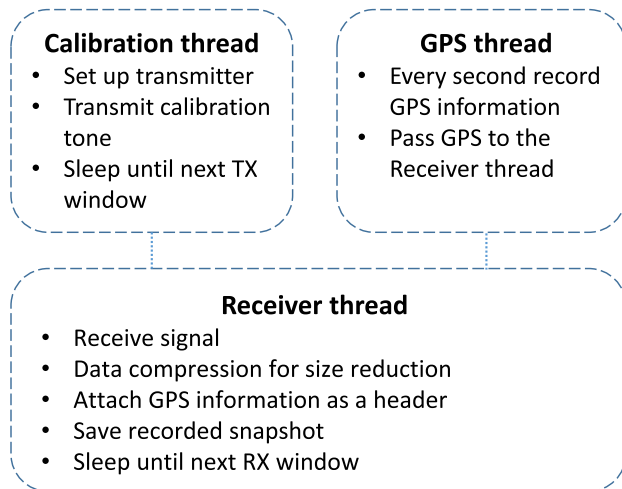 Calibration thread
• Set up transmitter
• Transmit calibration
tone
• Sleep until next TX
window
GPS thread
• Every second record
GPS information
• Pass GPS to the
Receiver thread
Receiver thread
• Receive signal
• Data compression for size reduction
• Attach GPS information as a header
• Save recorded snapshot
• Sleep until next RX window